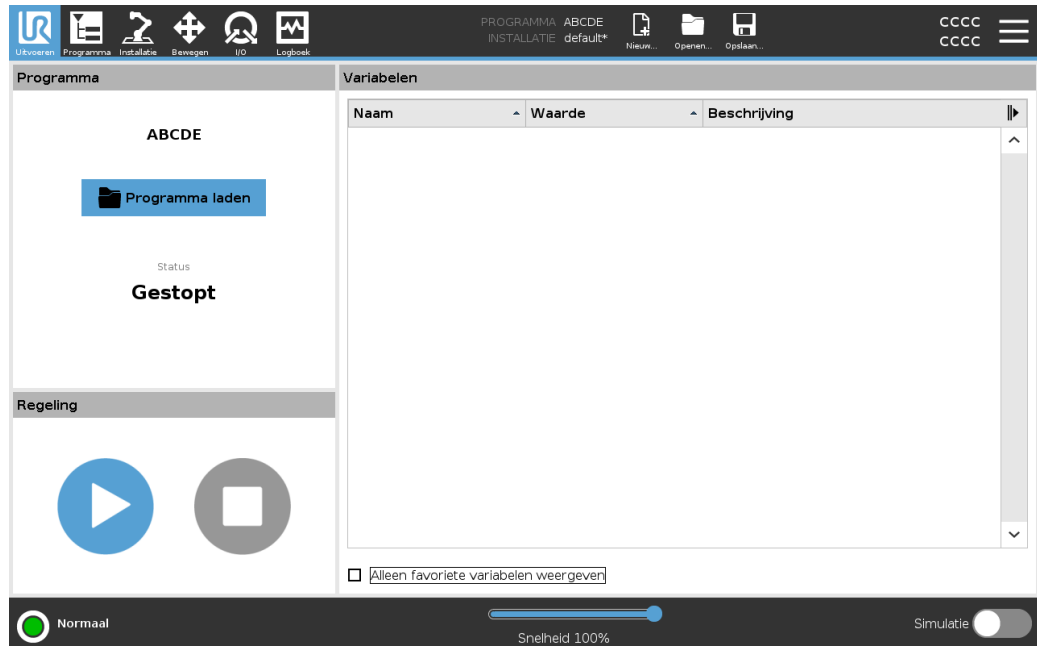 PROGRAMMA ABCDE
INSTALLATIE default*
CCCC
CCCC
Uitvoeren Programma Installatie Bewegen I/O Logboek Nieuw... Openen... Opslaan...
Programma
Variabelen
Naam Waarde Beschrijving
ABCDE
Programma laden
Status
Gestopt
Regeling
Alleen favoriete variabelen weergeven
Normaal
Snelheid 100%
Simulatie